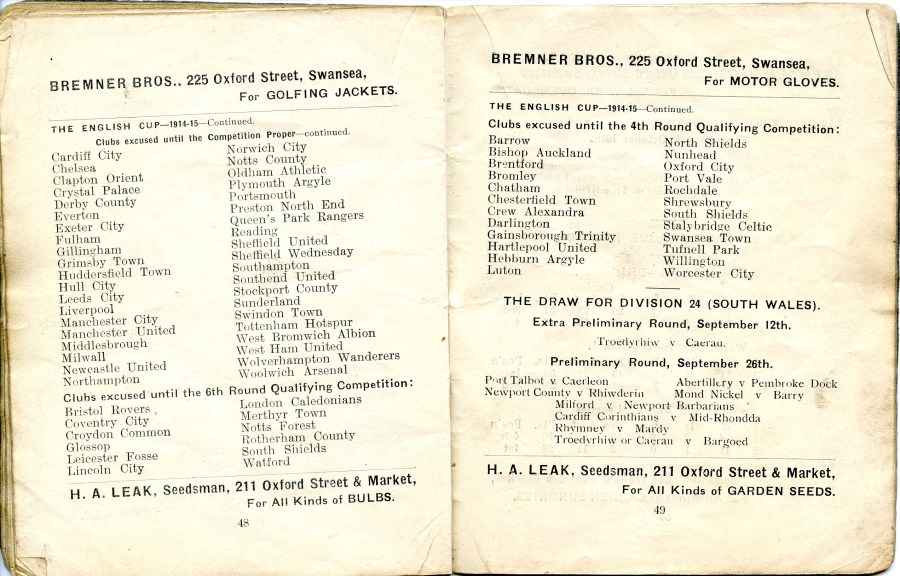 BREMNER BROS., 225 Oxford Street, Swansea,
For GOLFING JACKETS.
THE ENGLISH CUP—1914-15—Continued.
Clubs excused until the Competition Proper—continued.
Cardiff City
Chelsea
Clapton Orient
Crystal Palace
Derby County
Everton
Exeter City
Fulham
Gillingham
Grimsby Town
Huddersfield Town
Hull City
Leeds City
Liverpool
Manchester City
Manchester United
Middlesbrough
Milwall
Newcastle United
Northampton
Norwich City
Notts County
Oldham Athletic
Plymouth Argyle
Portsmouth
Preston North End
Queen's Park Rangers
Reading
Sheffield United
Sheffield Wednesday
Southampton
Southend United
Stockport County
Sunderland
Swindon Town
Tottenham Hotspur
West Bromwich Albion
West Ham United
Wolverhampton Wanderers
Woolwich Arsenal
Clubs excused until the 6th Round Qualifying Competition:
Bristol Rovers
Coventry City
Croydon Common
Glossop
Leicester Fosse
Lincoln City
London Caledonians
Merthyr Town
Notts Forest
Rotherham County
South Shields
Watford
H. A. LEAK, Seedsman, 211 Oxford Street & Market,
For All Kinds of BULBS.
48
BREMNER BROS., 225 Oxford Street, Swansea,
For MOTOR GLOVES.
THE ENGLISH CUP—1914-15—Continued.
Clubs excused until the 4th Round Qualifying Competition:
Barrow
Bishop Auckland
Brentford
Bromley
Chatham
Chesterfield Town
Crew Alexandra
Darlington
Gainsborough Trinity
Hartlepool United
Hebburn Argyle
Luton
North Shields
Nunhead
Oxford City
Port Vale
Rochdale
Shrewsbury
South Shields
Stalybridge Celtic
Swansea Town
Tufnell Park
Willington
Worcester City
THE DRAW FOR DIVISION 24 (SOUTH WALES).
Extra Preliminary Round, September 12th.
Troedyrhiw v Caerau.
Preliminary Round, September 26th.
Port Talbot v Caerleon
Abertillery v Pembroke Dock
Newport County v Rhiwderin
Mond Nickel v Barry
Milford v Newport Barbarians
Cardiff Corinthians v Mid-Rhondda
Rhymney v Mardy
Troedyrhiw or Caerau v Bargoed
H. A. LEAK, Seedsman, 211 Oxford Street & Market,
For All Kinds of GARDEN SEEDS.
49